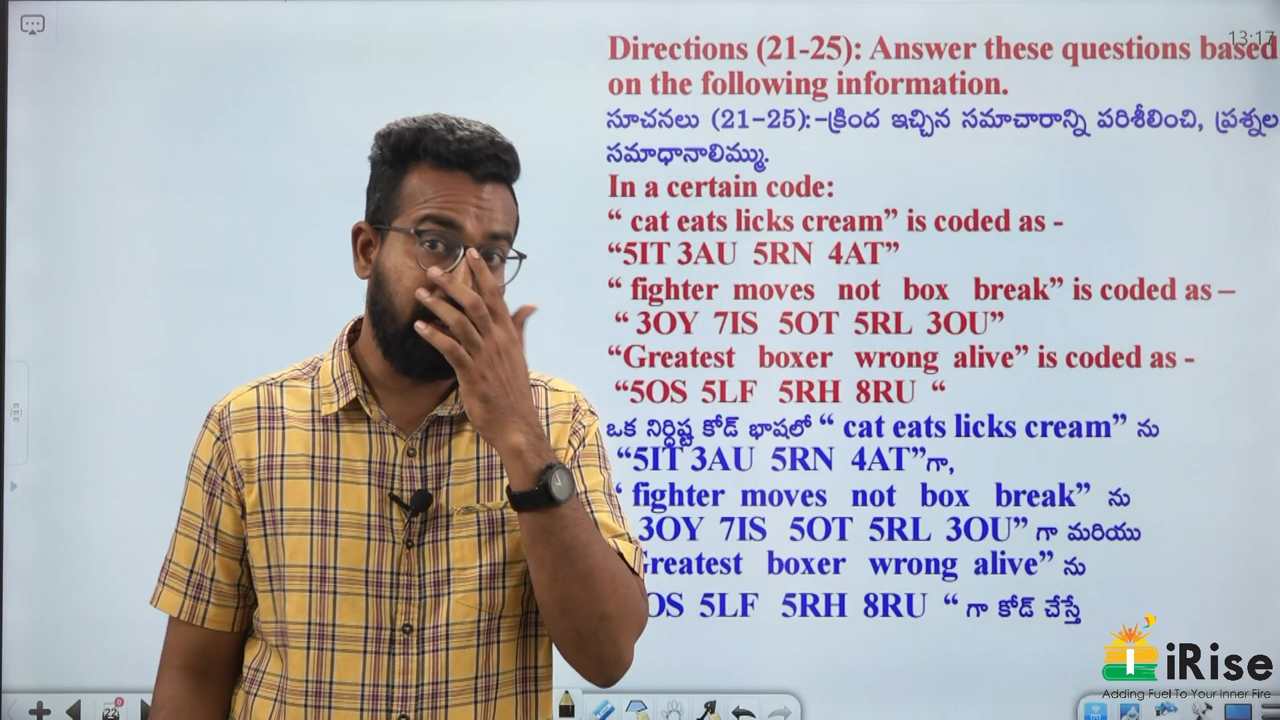 13:17
Directions (21-25): Answer these questions based
on the following information.
సూచనలు (21-25):-క్రింద ఇచ్చిన సమాచారాన్ని పరిశీలించి, ప్రశ్నల
సమాధానాలిమ్ము.
In a certain code:
“ cat eats licks cream” is coded as -
“5IT 3AU 5RN 4AT”
“ fighter moves not box break” is coded as –
“ 3OY 7IS 5OT 5RL 3OU”
“Greatest boxer wrong alive” is coded as -
“5OS 5LF 5RH 8RU “
ఒక నిర్దిష్ట కోడ్ భాషలో “ cat eats licks cream” ను
“5IT 3AU 5RN 4AT”గా,
fighter moves not box break” ను
3OY 7IS 5OT 5RL 3OU” గా మరియు
boxer wrong alive” ను
5LF 5RH 8RU “ గా కోడ్ చేస్తే
22
iRise
Adding Fuel To Your Inner Fire